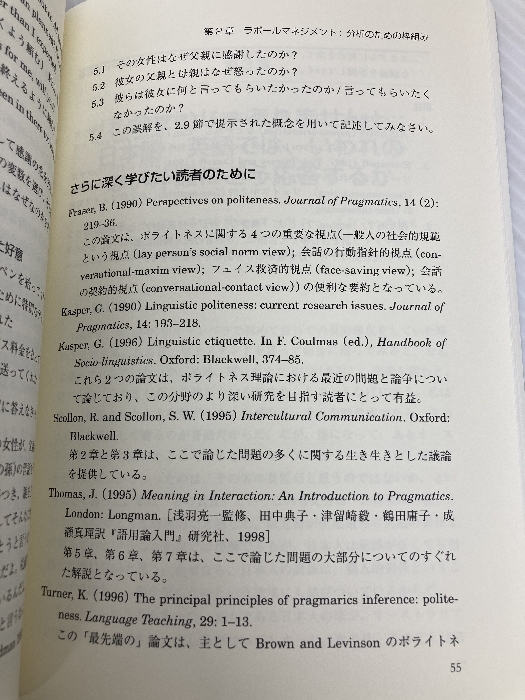 第2章 ラポールマネジメント：分析のための枠組み
5.1 その女性はなぜ父親に感謝したのか？
5.2 彼女の父親と母親はなぜ怒ったのか？
5.3 彼らは彼女に何と言ってもらいたかったのか/言ってもらいたく
なかったのか？
5.4 この誤解を、2.9節で提示された概念を用いて記述してみなさい。
さらに深く学びたい読者のために
Fraser, B. (1990) Perspectives on politeness. Journal of Pragmatics, 14 (2):
219–36.
この論文は、ポライトネスに関する4つの重要な視点(一般人の社会的規範
という視点 (lay person's social norm view); 会話の行動指針的視点 (con-
versational-maxim view); フェイス救済的視点 (face-saving view); 会話
の契約的視点 (conversational-contact view)) の便利な要約となっている。
Kasper, G. (1990) Linguistic politeness: current research issues. Journal of
Pragmatics, 14: 193–218.
Kasper, G. (1996) Linguistic etiquette. In F. Coulmas (ed.), Handbook of
Socio-linguistics. Oxford: Blackwell, 374–85.
これら2つの論文は、ポライトネス理論における最近の問題と論争につい
て論じており、この分野のより深い研究を目指す読者にとって有益。
Scollon, R. and Scollon, S. W. (1995) Intercultural Communication. Oxford:
Blackwell.
第2章と第3章は、ここで論じた問題の多くに関する生き生きとした議論
を提供している。
Thomas, J. (1995) Meaning in Interaction: An Introduction to Pragmatics.
London: Longman. [浅羽亮一監修、田中典子・津留崎毅・鶴田庸子・成
瀬真理訳『語用論入門』研究社、1998]
第5章、第6章、第7章は、ここで論じた問題の大部分についてのすぐれ
た解説となっている。
Turner, K. (1996) The principal principles of pragmarics inference: polite-
ness. Language Teaching, 29: 1–13.
この「最先端の」論文は、主として Brown and Levinson のポライトネ
55